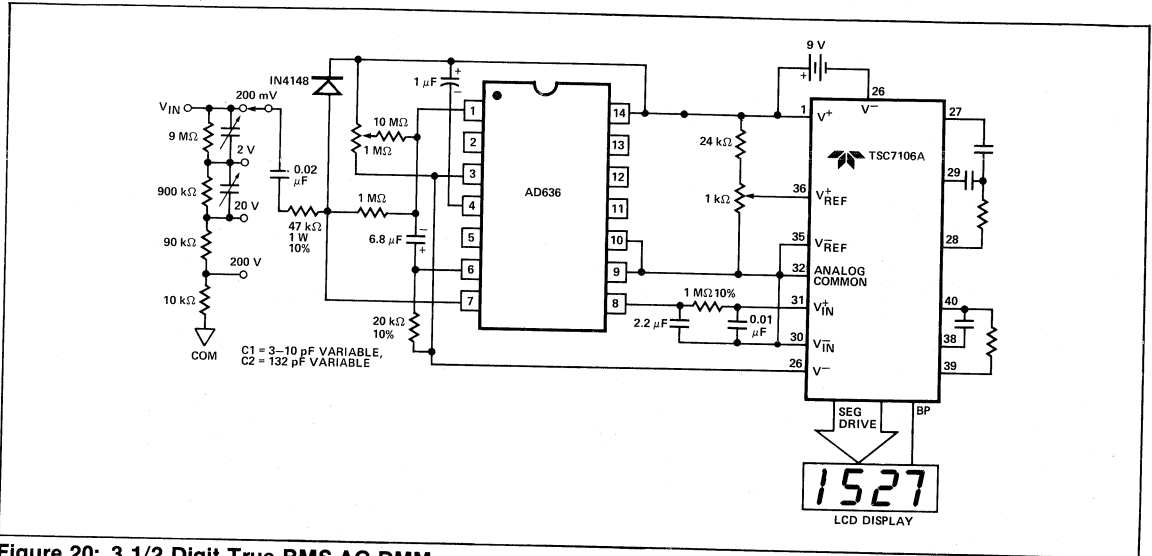 9 V
+
26
V−
1
V+
27
TSC7106A
29
36
V+REF
28
35
V−REF
32
ANALOG
COMMON
31
V+IN
40
30
V−IN
38
26
V−
39
SEG
DRIVE
BP
1527
LCD DISPLAY
IN4148
1 μF
+
−
VIN
200 mV
9 MΩ
2 V
900 kΩ
20 V
90 kΩ
200 V
10 kΩ
COM
0.02
μF
47 kΩ
1 W
10%
10 MΩ
1 MΩ
1 MΩ
6.8 μF
−
+
20 kΩ
10%
C1 = 3–10 pF VARIABLE,
C2 = 132 pF VARIABLE
1
2
3
4
5
6
7
AD636
14
13
12
11
10
9
8
24 kΩ
1 kΩ
1 MΩ 10%
2.2 μF
0.01
μF
Figure 20: 3 1/2 Digit True RMS AC DMM